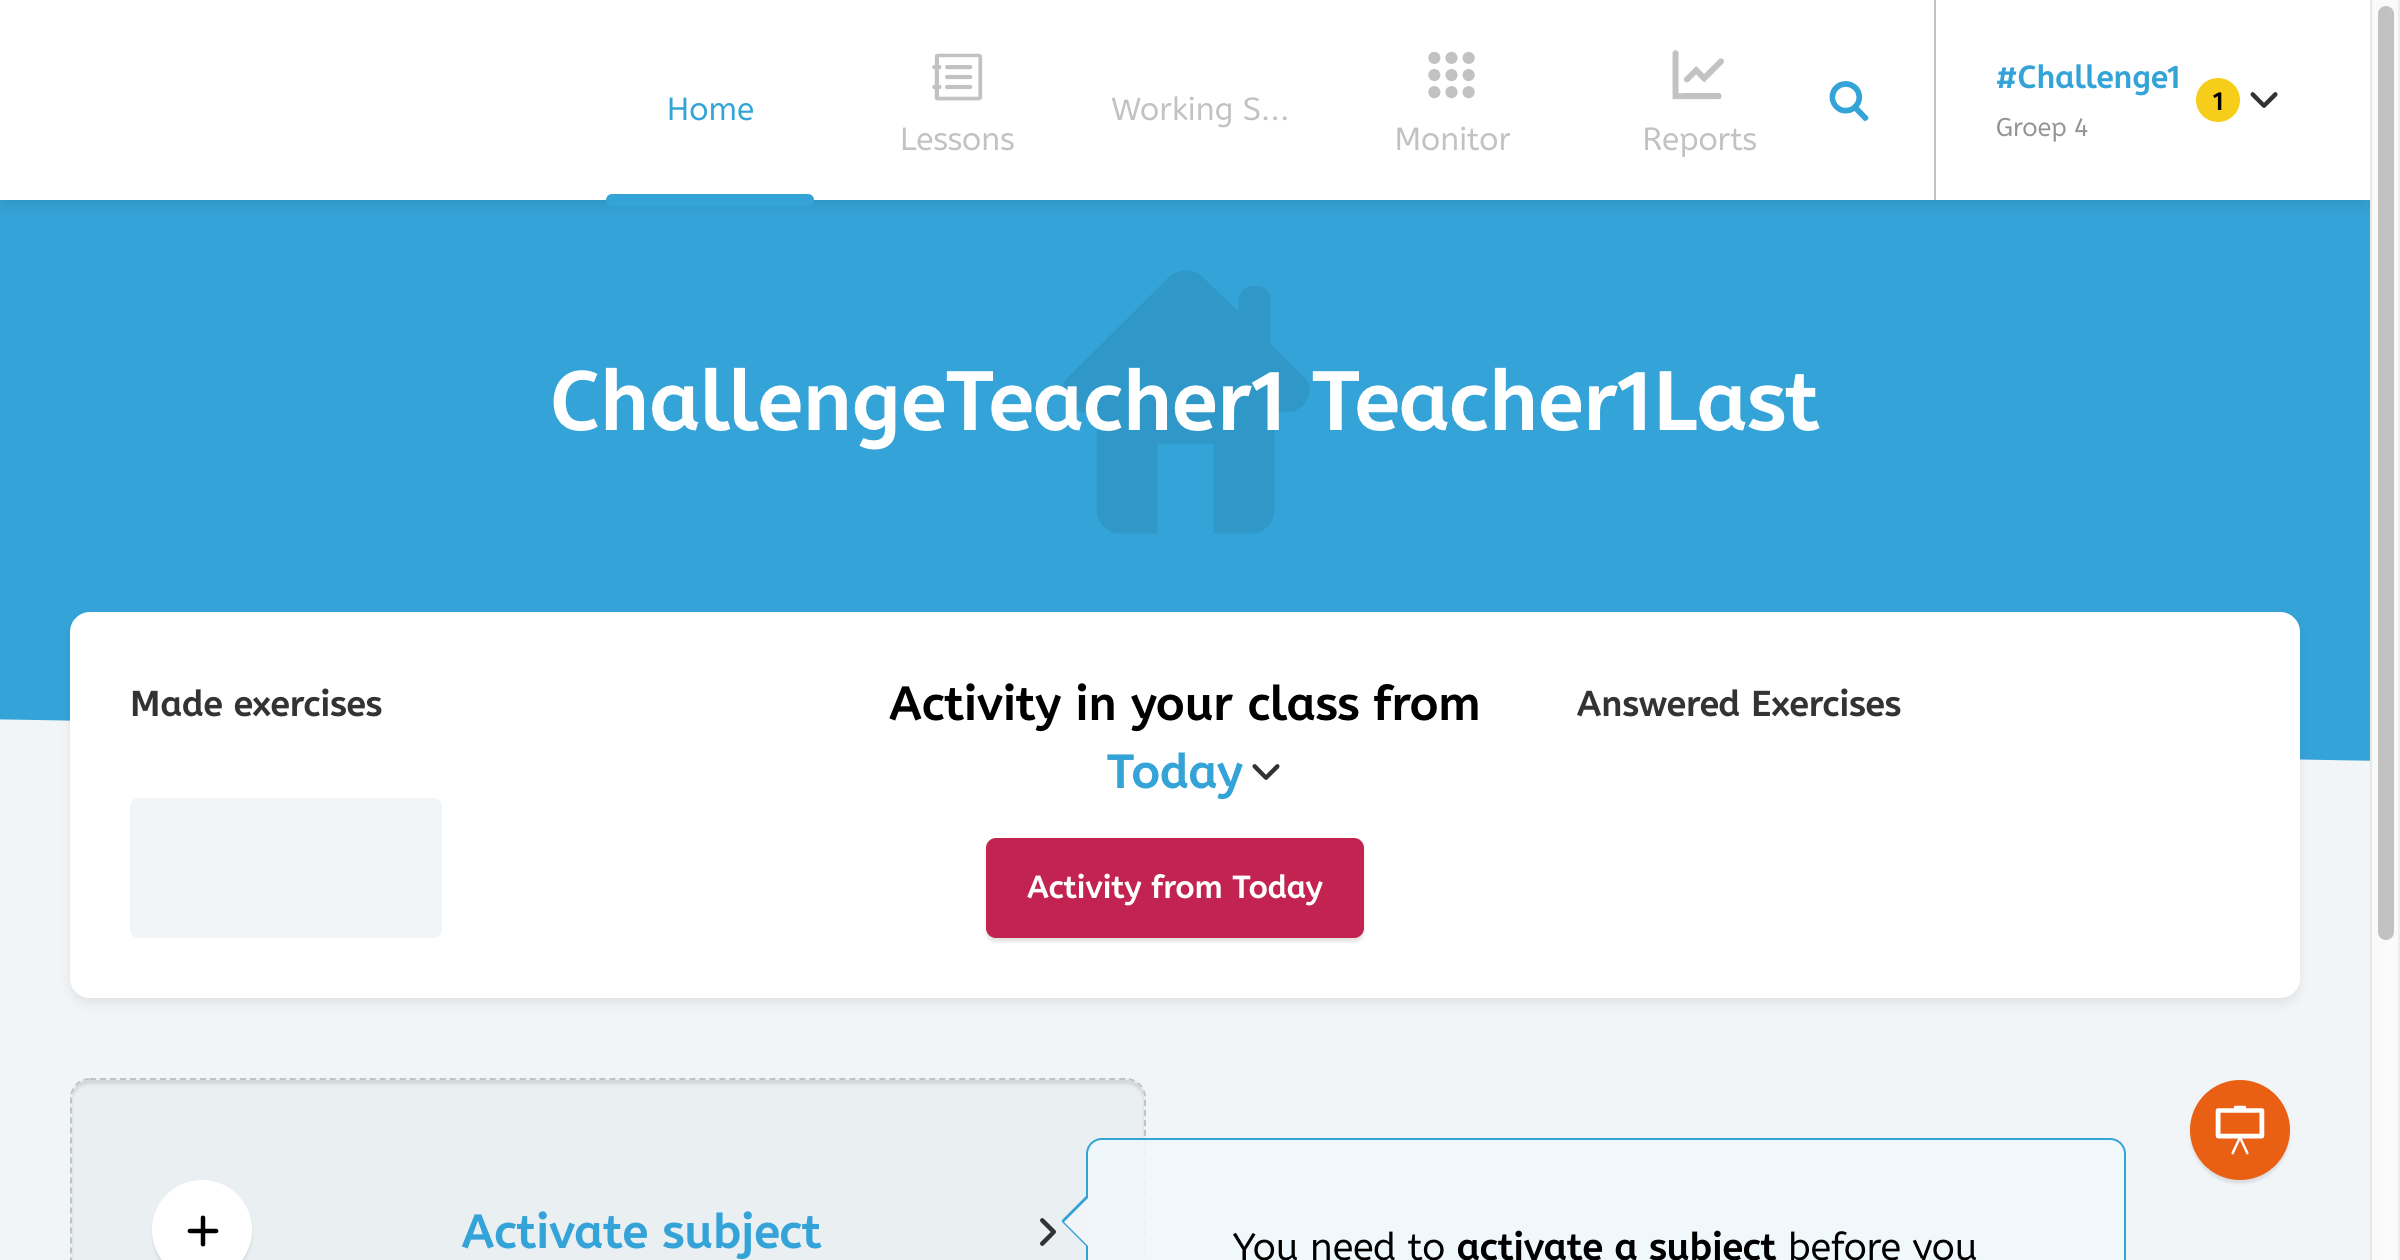 Home
Lessons
Working S...
Monitor
Reports
#Challenge1
Groep 4
1
ChallengeTeacher1 Teacher1Last
Made exercises
Activity in your class from
Today
Answered Exercises
Activity from Today
Activate subject
You need to activate a subject before you